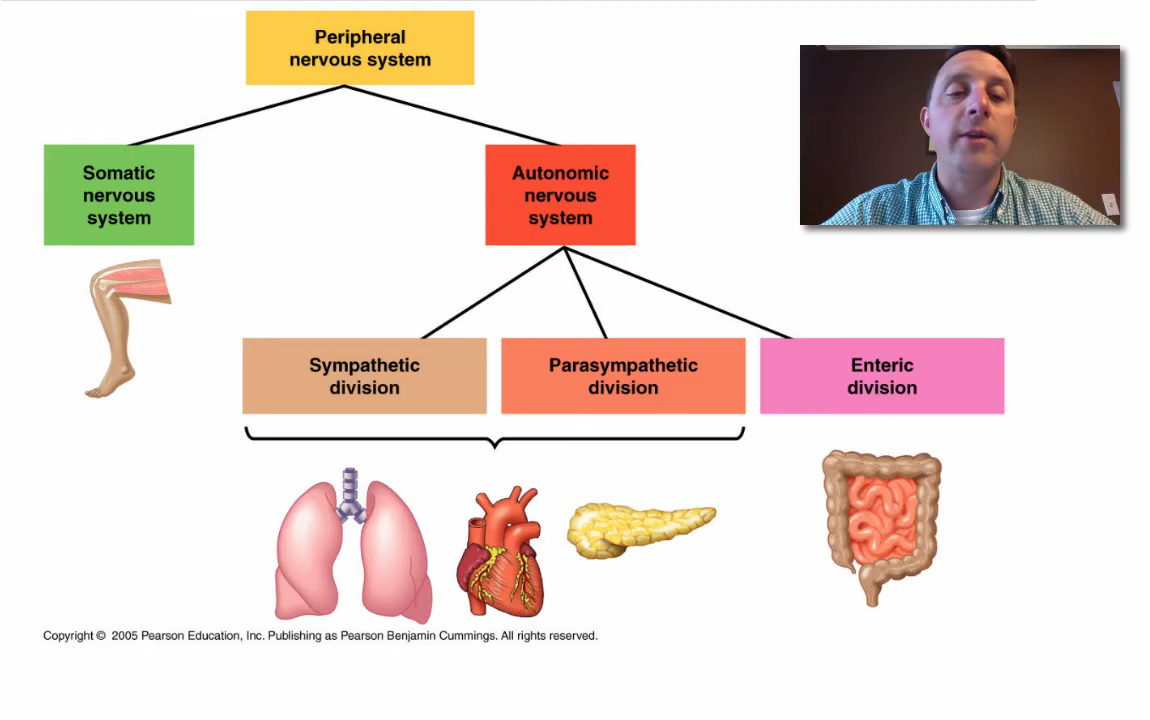 Peripheral
nervous system
Somatic
nervous
system
Autonomic
nervous
system
Sympathetic
division
Parasympathetic
division
Enteric
division
Copyright © 2005 Pearson Education, Inc. Publishing as Pearson Benjamin Cummings. All rights reserved.